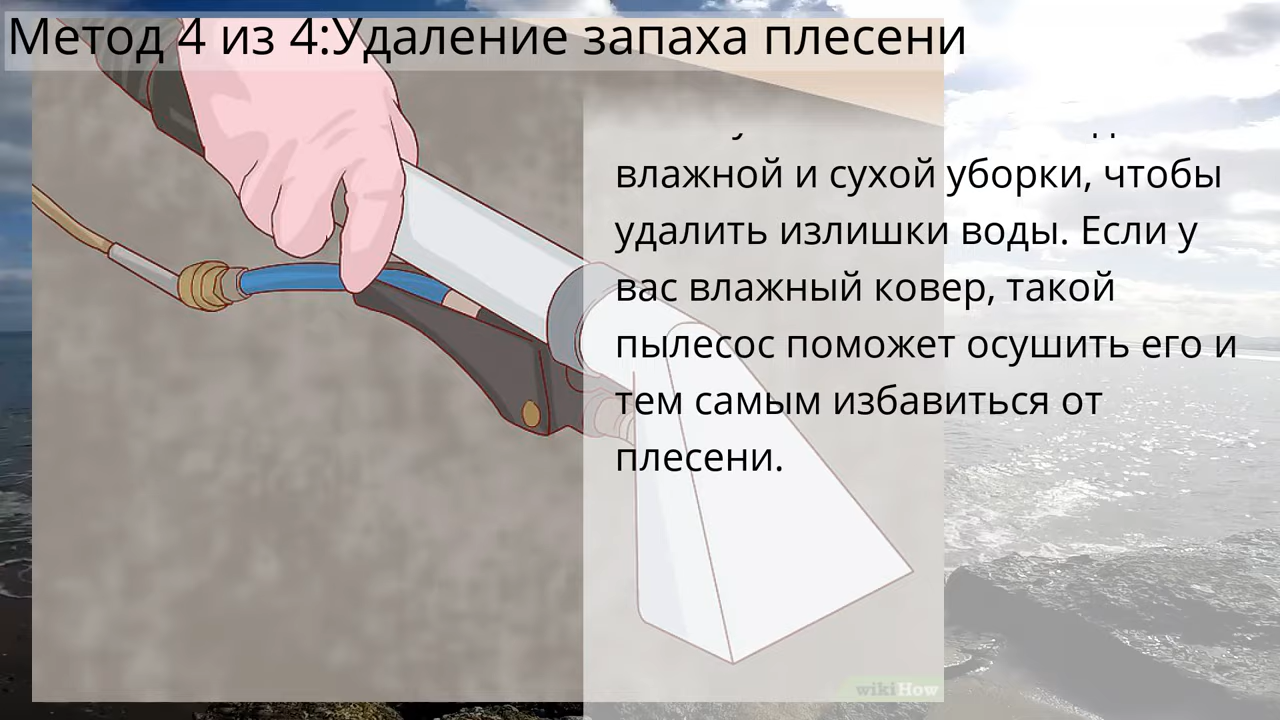 Метод 4 из 4:Удаление запаха плесени
влажной и сухой уборки, чтобы
удалить излишки воды. Если у
вас влажный ковер, такой
пылесос поможет осушить его и
тем самым избавиться от
плесени.
wikiHow